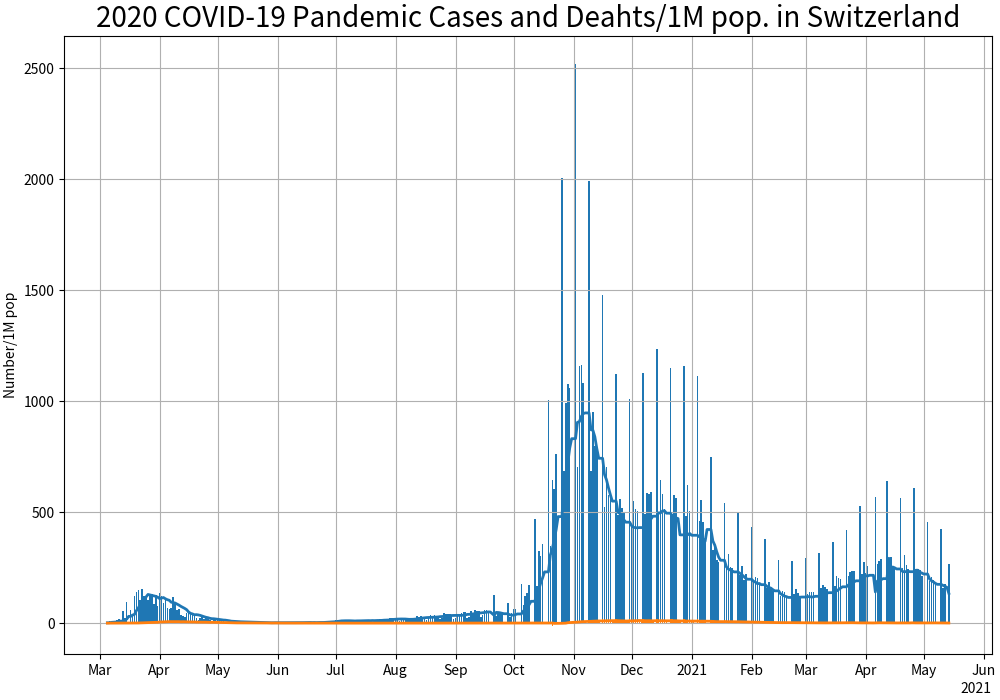 2020 COVID-19 Pandemic Cases and Deahts/1M pop. in Switzerland
Number/1M pop
2500
2000
1500
1000
500
0
Mar Apr May Jun Jul Aug Sep Oct Nov Dec 2021 Feb Mar Apr May Jun
2021